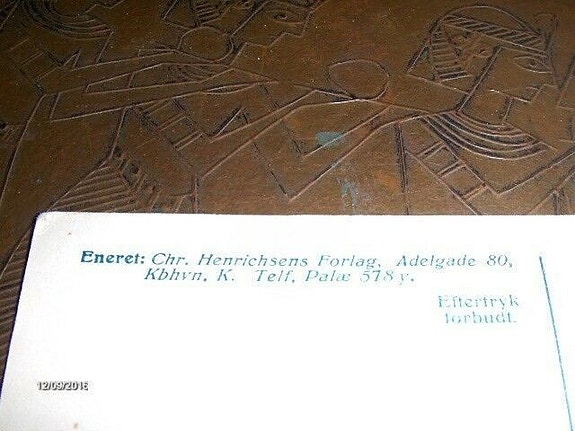 Eneret: Chr. Henrichsens Forlag, Adelgade 80,
Kbhvn, K. Telf. Palæ 578 y.
Eftertryk
forbudt.
12/09/2016